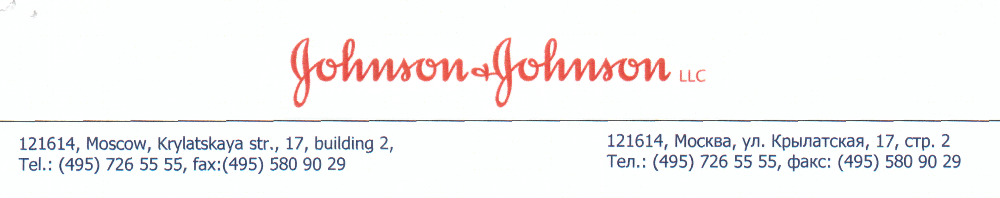 Johnson & Johnson LLC
121614, Moscow, Krylatskaya str., 17, building 2,
Tel.: (495) 726 55 55, fax:(495) 580 90 29
121614, Москва, ул. Крылатская, 17, стр. 2
Тел.: (495) 726 55 55, факс: (495) 580 90 29